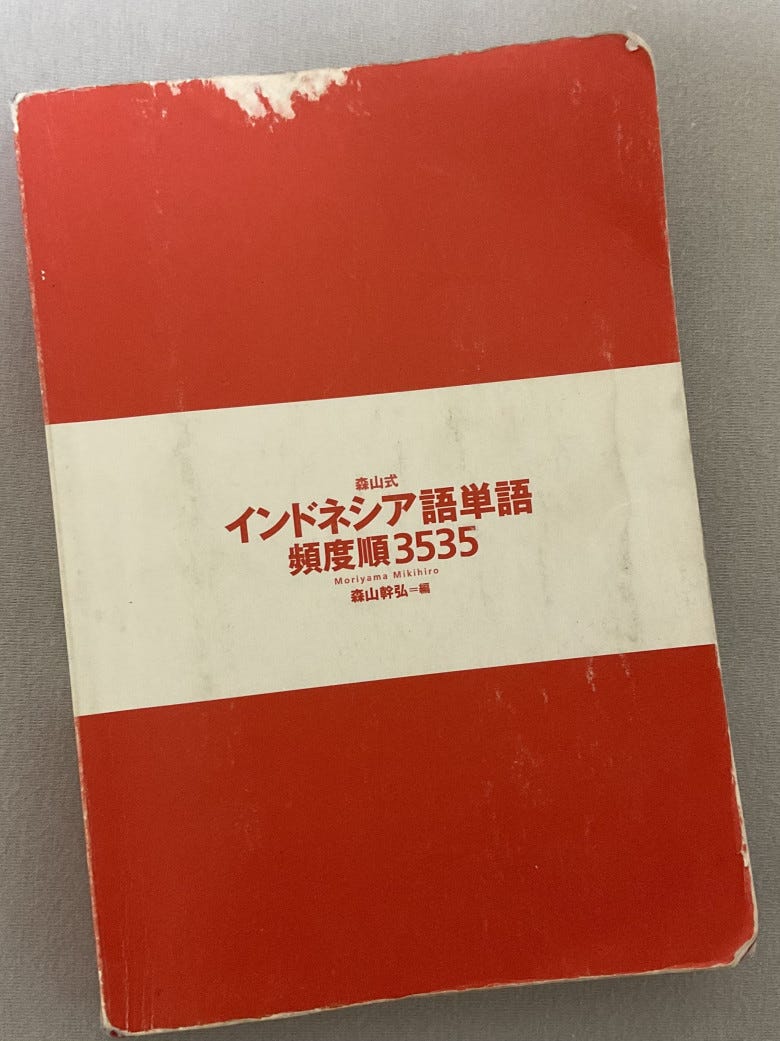 森山式
インドネシア語単語
頻度順3535
Moriyama Mikihiro
森山幹弘=編